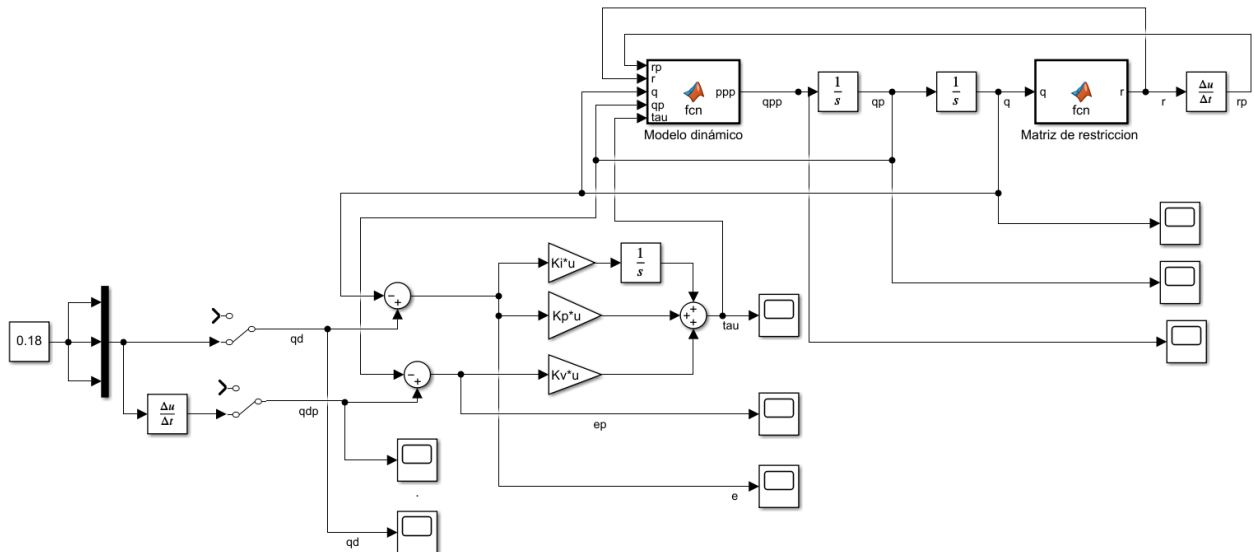 rp
r
q
qp
tau
fcn
ppp
Modelo dinámico
qpp
1
s
qp
1
s
q
q
fcn
r
Matriz de restriccion
r
Δu
Δt
rp
Ki*u
1
s
Kp*u
Kv*u
tau
0.18
qd
Δu
Δt
qdp
ep
e
qd